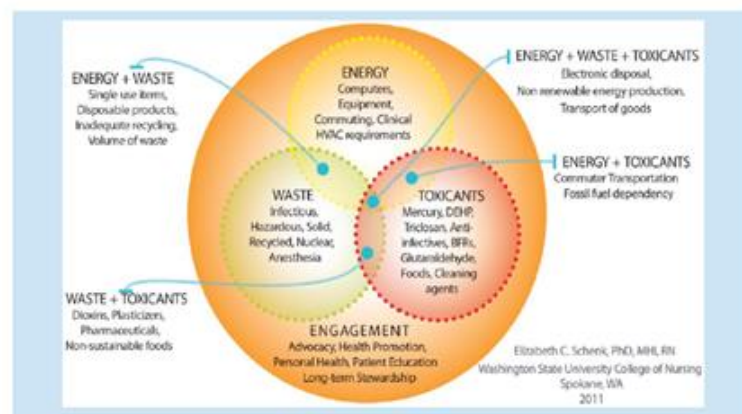 ENERGY + WASTE
Single use items,
Disposable products,
Inadequate recycling,
Volume of waste
ENERGY
Computers,
Equipment,
Commuting, Clinical
HVAC requirements
ENERGY + WASTE + TOXICANTS
Electronic disposal,
Non renewable energy production,
Transport of goods
ENERGY + TOXICANTS
Commuter Transportation
Fossil fuel dependency
WASTE
Infectious,
Hazardous, Solid,
Recycled, Nuclear,
Anesthesia
TOXICANTS
Mercury, DEHP,
Triclosan, Anti-
infectives, BFRs,
Glutaraldehyde,
Foods, Cleaning
agents
WASTE + TOXICANTS
Dioxins, Plasticizers,
Pharmaceuticals,
Non-sustainable foods
ENGAGEMENT
Advocacy, Health Promotion,
Personal Health, Patient Education
Long-term Stewardship
Elizabeth C. Schenk, PhD, MHI, RN
Washington State University College of Nursing
Spokane, WA
2011